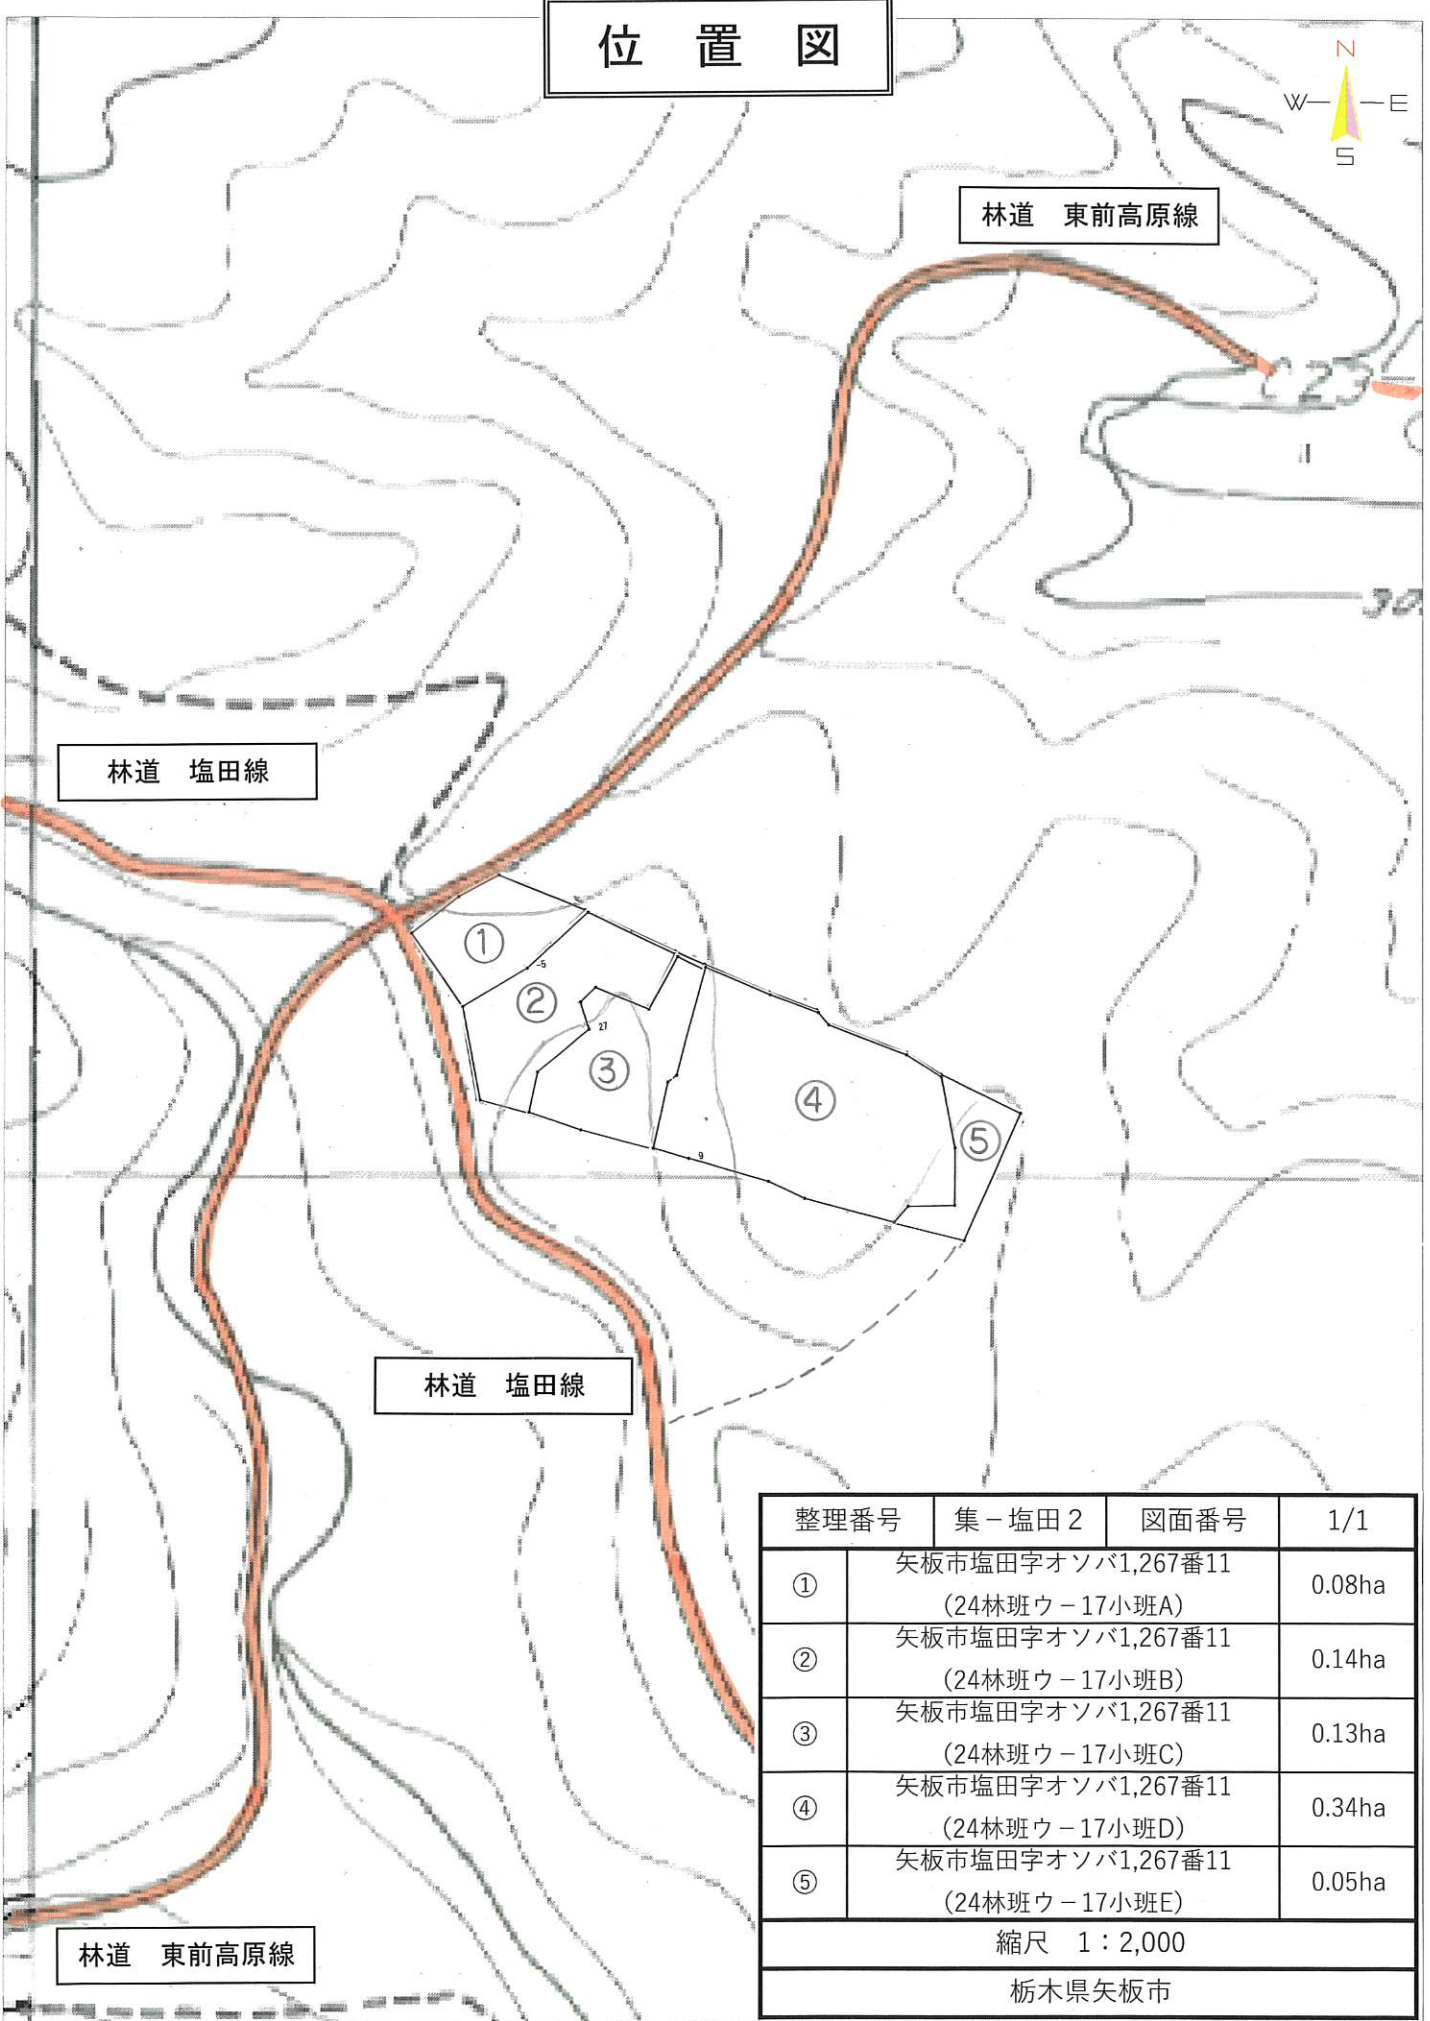 位置図
N
W E
S
林道 東前高原線
23
11
30
林道 塩田線
①
-5
②
27
③
④
⑤
9
林道 塩田線
整理番号 集－塩田２ 図面番号 1/1
① 矢板市塩田字オソバ1,267番11
(24林班ウ－17小班A) 0.08ha
② 矢板市塩田字オソバ1,267番11
(24林班ウ－17小班B) 0.14ha
③ 矢板市塩田字オソバ1,267番11
(24林班ウ－17小班C) 0.13ha
④ 矢板市塩田字オソバ1,267番11
(24林班ウ－17小班D) 0.34ha
⑤ 矢板市塩田字オソバ1,267番11
(24林班ウ－17小班E) 0.05ha
縮尺 1：2,000
栃木県矢板市
林道 東前高原線